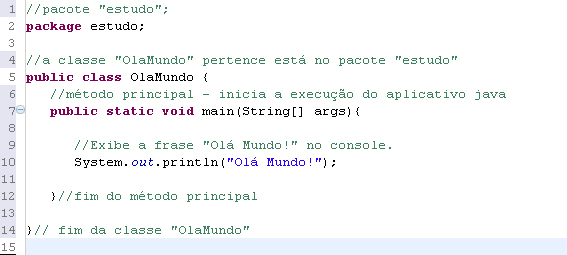 1 //pacote "estudo";
2 package estudo;
3
4 //a classe "OlaMundo" pertence está no pacote "estudo"
5 public class OlaMundo {
6 //método principal - inicia a execução do aplicativo java
7 public static void main(String[] args){
8
9 //Exibe a frase "Olá Mundo!" no console.
10 System.out.println("Olá Mundo!");
11
12 }//fim do método principal
13
14 }// fim da classe "OlaMundo"
15